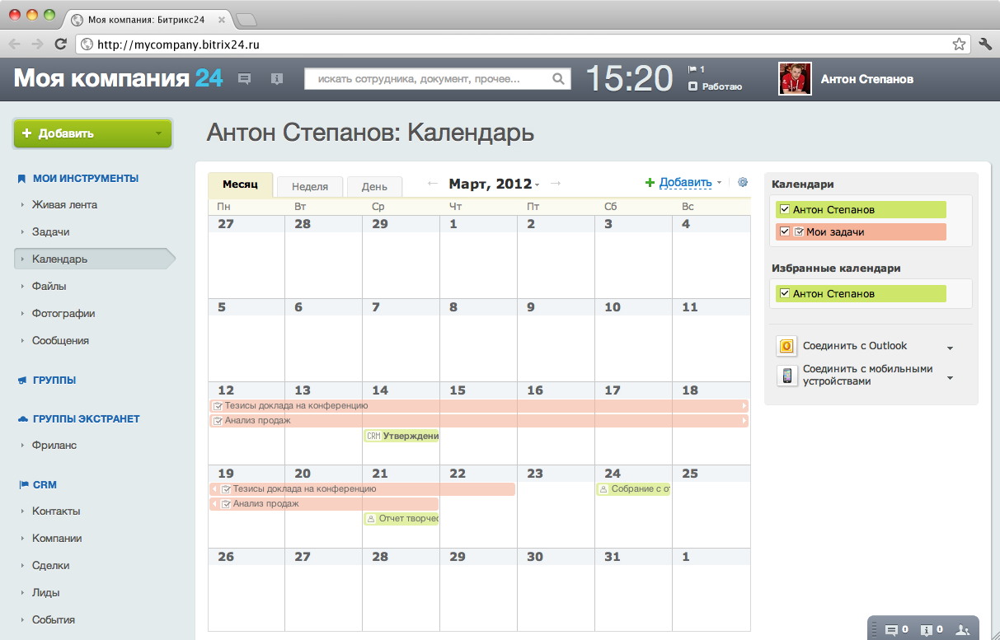 Моя компания: Битрикс24
http://mycompany.bitrix24.ru
Моя компания 24
искать сотрудника, документ, прочее...
15:20
1
Работаю
Антон Степанов
Добавить
Антон Степанов: Календарь
МОИ ИНСТРУМЕНТЫ
Живая лента
Задачи
Календарь
Файлы
Фотографии
Сообщения
ГРУППЫ
ГРУППЫ ЭКСТРАНЕТ
Фриланс
CRM
Контакты
Компании
Сделки
Лиды
События
Месяц Неделя День
Март, 2012
Добавить
Пн Вт Ср Чт Пт Сб Вс
27 28 29 1 2 3 4
5 6 7 8 9 10 11
12 13 14 15 16 17 18
Тезисы доклада на конференцию
Анализ продаж
CRM Утверждени
19 20 21 22 23 24 25
Тезисы доклада на конференцию
Собрание с от
Анализ продаж
Отчет творчес
26 27 28 29 30 31 1
Календари
Антон Степанов
Мои задачи
Избранные календари
Антон Степанов
Соединить с Outlook
Соединить с мобильными
устройствами
0 0